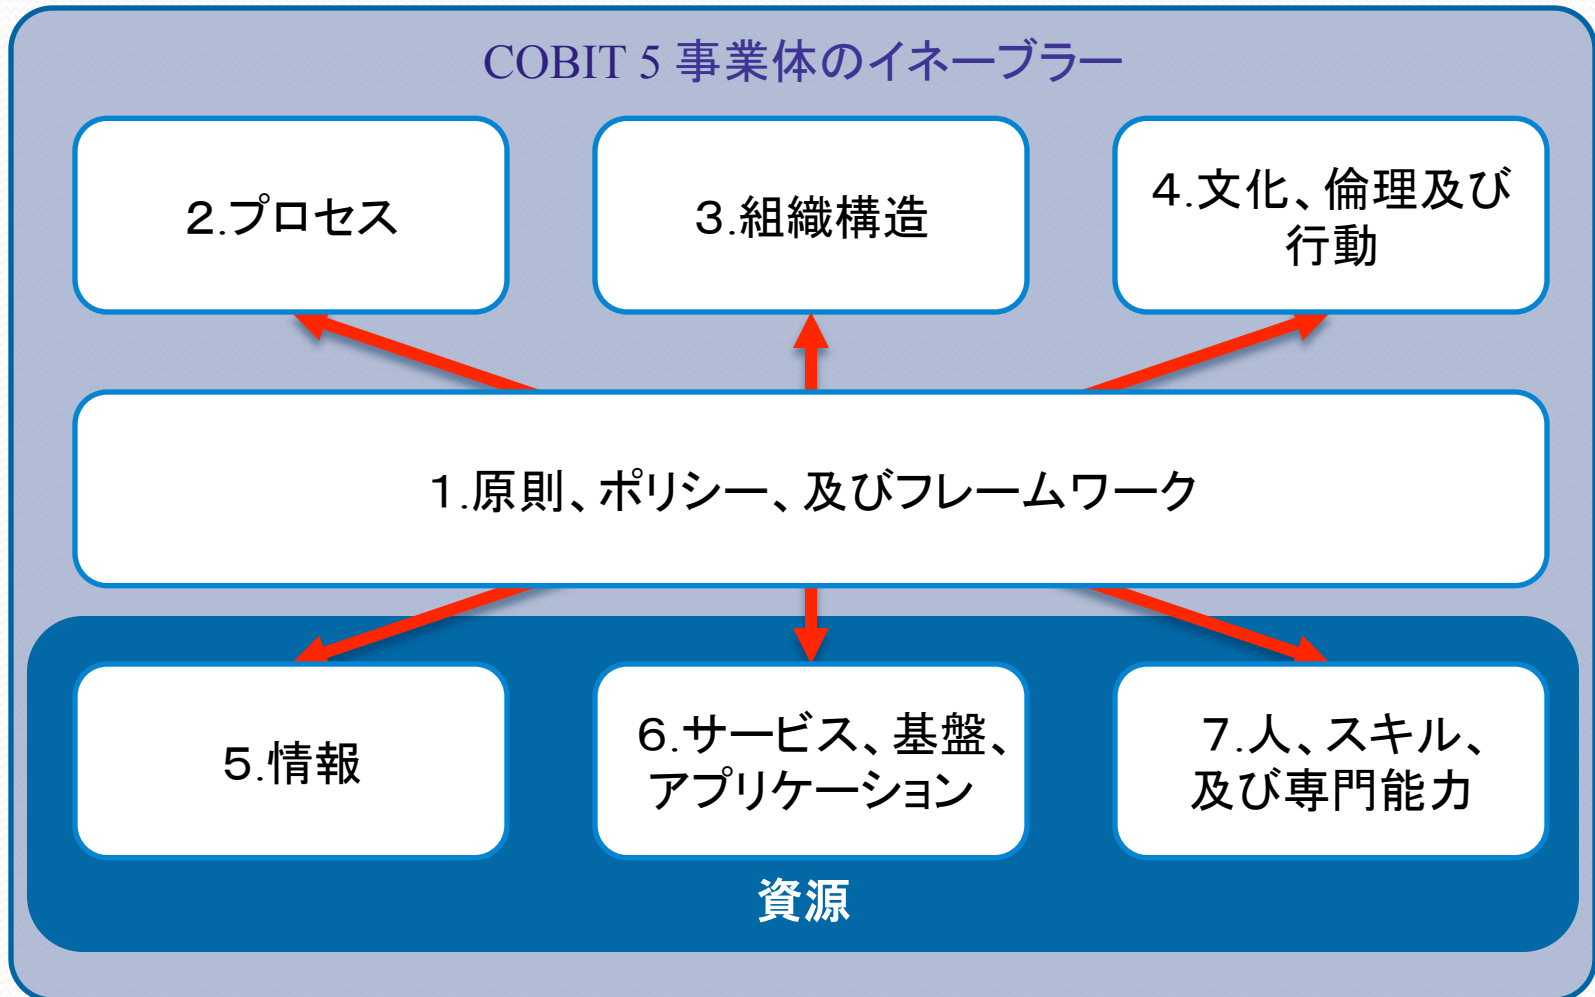 COBIT 5 事業体のイネーブラー
２.プロセス
３.組織構造
４.文化、倫理及び
行動
１.原則、ポリシー、及びフレームワーク
５.情報
６.サービス、基盤、
アプリケーション
７.人、スキル、
及び専門能力
資源